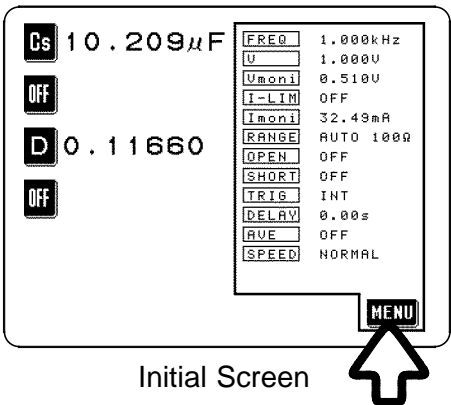 Cs 10.209μF
OFF
D 0.11660
OFF
FREQ 1.000kHz
V 1.000V
Vmoni 0.510V
I-LIM OFF
Imoni 32.49mA
RANGE AUTO 100Ω
OPEN OFF
SHORT OFF
TRIG INT
DELAY 0.00s
AVE OFF
SPEED NORMAL
MENU
Initial Screen